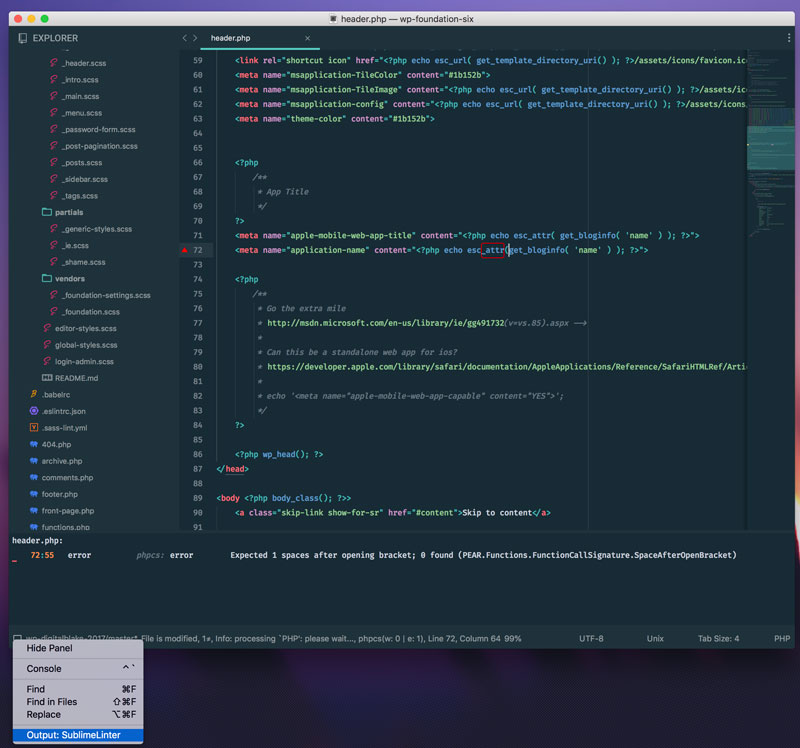 header.php — wp-foundation-six
EXPLORER
header.php
_header.scss
_intro.scss
_main.scss
_menu.scss
_password-form.scss
_post-pagination.scss
_posts.scss
_sidebar.scss
_tags.scss
partials
_generic-styles.scss
_ie.scss
_shame.scss
vendors
_foundation-settings.scss
_foundation.scss
editor-styles.scss
global-styles.scss
login-admin.scss
README.md
.babelrc
.eslintrc.json
.sass-lint.yml
404.php
archive.php
comments.php
footer.php
front-page.php
functions.php
59 <link rel="shortcut icon" href="<?php echo esc_url( get_template_directory_uri() ); ?>/assets/icons/favicon.ic
60 <meta name="msapplication-TileColor" content="#1b152b">
61 <meta name="msapplication-TileImage" content="<?php echo esc_url( get_template_directory_uri() ); ?>/assets/ic
62 <meta name="msapplication-config" content="<?php echo esc_url( get_template_directory_uri() ); ?>/assets/icons
63 <meta name="theme-color" content="#1b152b">
64
65
66 <?php
67 /**
68 * App Title
69 */
70 ?>
71 <meta name="apple-mobile-web-app-title" content="<?php echo esc_attr( get_bloginfo( 'name' ) ); ?>">
72 <meta name="application-name" content="<?php echo esc_attr(get_bloginfo( 'name' ) ); ?>">
73
74 <?php
75 /**
76 * Go the extra mile
77 * http://msdn.microsoft.com/en-us/library/ie/gg491732(v=vs.85).aspx -->
78 *
79 * Can this be a standalone web app for ios?
80 * https://developer.apple.com/library/safari/documentation/AppleApplications/Reference/SafariHTMLRef/Artic
81 *
82 * echo '<meta name="apple-mobile-web-app-capable" content="YES">';
83 */
84 ?>
85
86 <?php wp_head(); ?>
87 </head>
88
89 <body <?php body_class(); ?>>
90 <a class="skip-link show-for-sr" href="#content">Skip to content</a>
91
header.php:
72:55 error phpcs: error Expected 1 spaces after opening bracket; 0 found (PEAR.Functions.FunctionCallSignature.SpaceAfterOpenBracket)
wp-digitalblake-2017/master*, File is modified, 1≠, Info: processing `PHP': please wait..., phpcs(w: 0 | e: 1), Line 72, Column 64 99% UTF-8 Unix Tab Size: 4 PHP
Hide Panel
Console ^`
Find ⌘F
Find in Files ⇧⌘F
Replace ⌥⌘F
Output: SublimeLinter